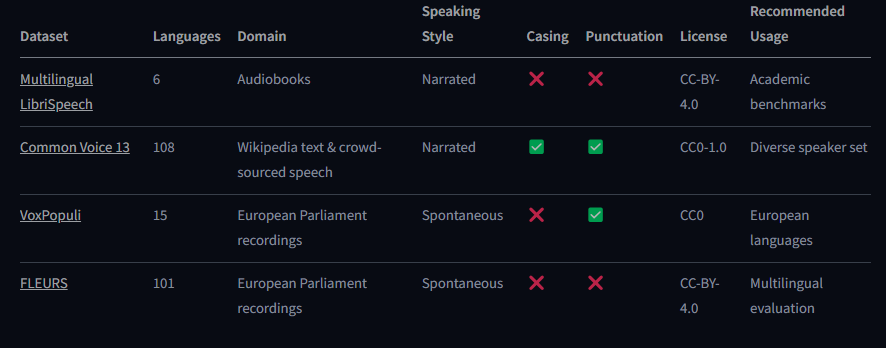 Dataset Languages Domain Speaking Style Casing Punctuation License Recommended Usage
Multilingual LibriSpeech 6 Audiobooks Narrated ❌ ❌ CC-BY-4.0 Academic benchmarks
Common Voice 13 108 Wikipedia text & crowd-sourced speech Narrated ✅ ✅ CC0-1.0 Diverse speaker set
VoxPopuli 15 European Parliament recordings Spontaneous ❌ ✅ CC0 European languages
FLEURS 101 European Parliament recordings Spontaneous ❌ ❌ CC-BY-4.0 Multilingual evaluation